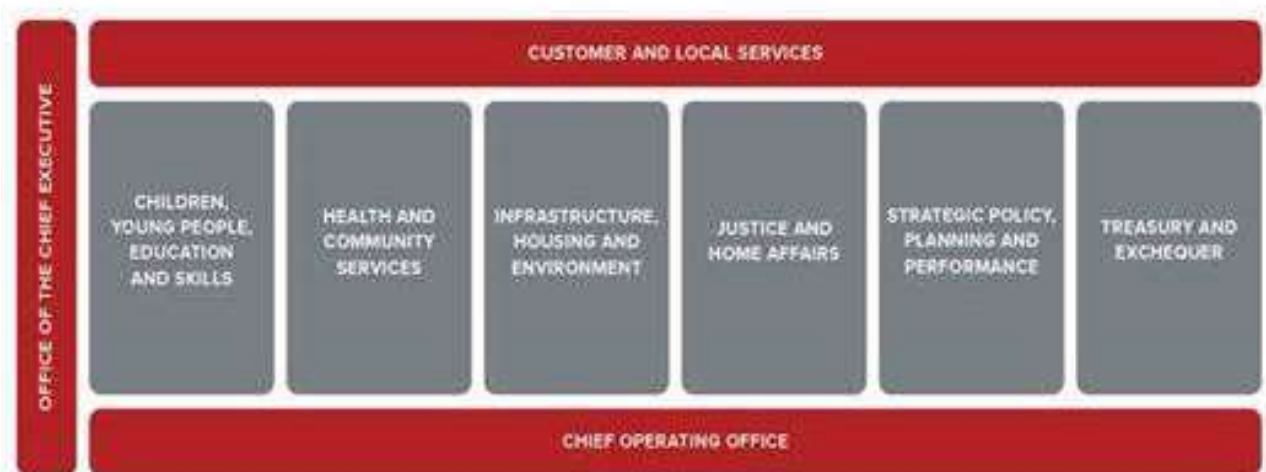 OFFICE OF THE CHIEF EXECUTIVE
CUSTOMER AND LOCAL SERVICES
CHILDREN,
YOUNG PEOPLE,
EDUCATION
AND SKILLS
HEALTH AND
COMMUNITY
SERVICES
INFRASTRUCTURE,
HOUSING AND
ENVIRONMENT
JUSTICE AND
HOME AFFAIRS
STRATEGIC POLICY,
PLANNING AND
PERFORMANCE
TREASURY AND
EXCHEQUER
CHIEF OPERATING OFFICE